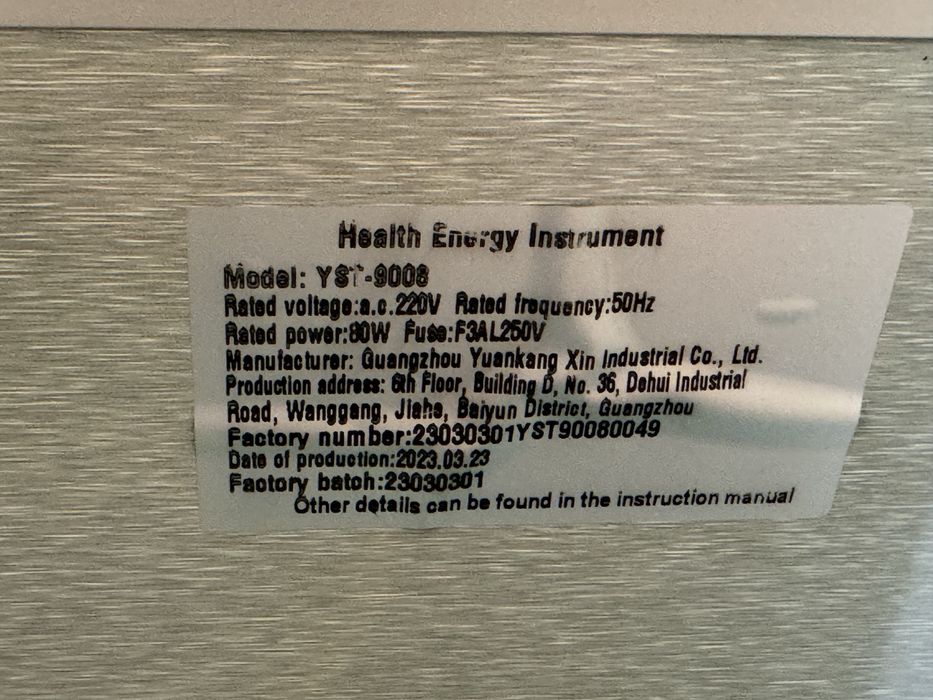 Health Energy Instrument
Model: YST-9008
Rated voltage:a.c.220V Rated frequency:50Hz
Rated power:80W Fuse:F3AL250V
Manufacturer: Guangzhou Yuankang Xin Industrial Co., Ltd.
Production address: 6th Floor, Building D, No. 36, Dehui Industrial
Road, Wanggang, Jiahe, Baiyun District, Guangzhou
Factory number:23030301YST90080049
Date of production:2023.03.23
Factory batch:23030301
Other details can be found in the instruction manual